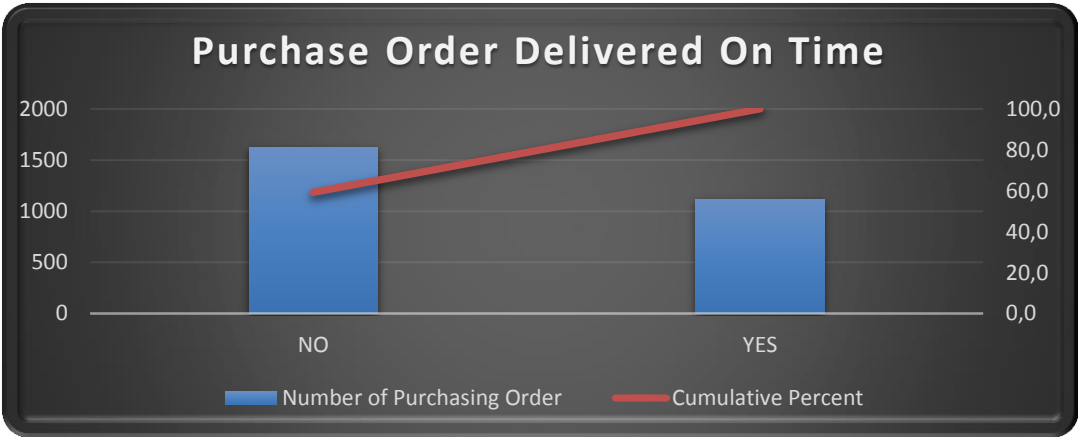 Purchase Order Delivered On Time
2000
1500
1000
500
0
100,0
80,0
60,0
40,0
20,0
0,0
NO
YES
Number of Purchasing Order
Cumulative Percent